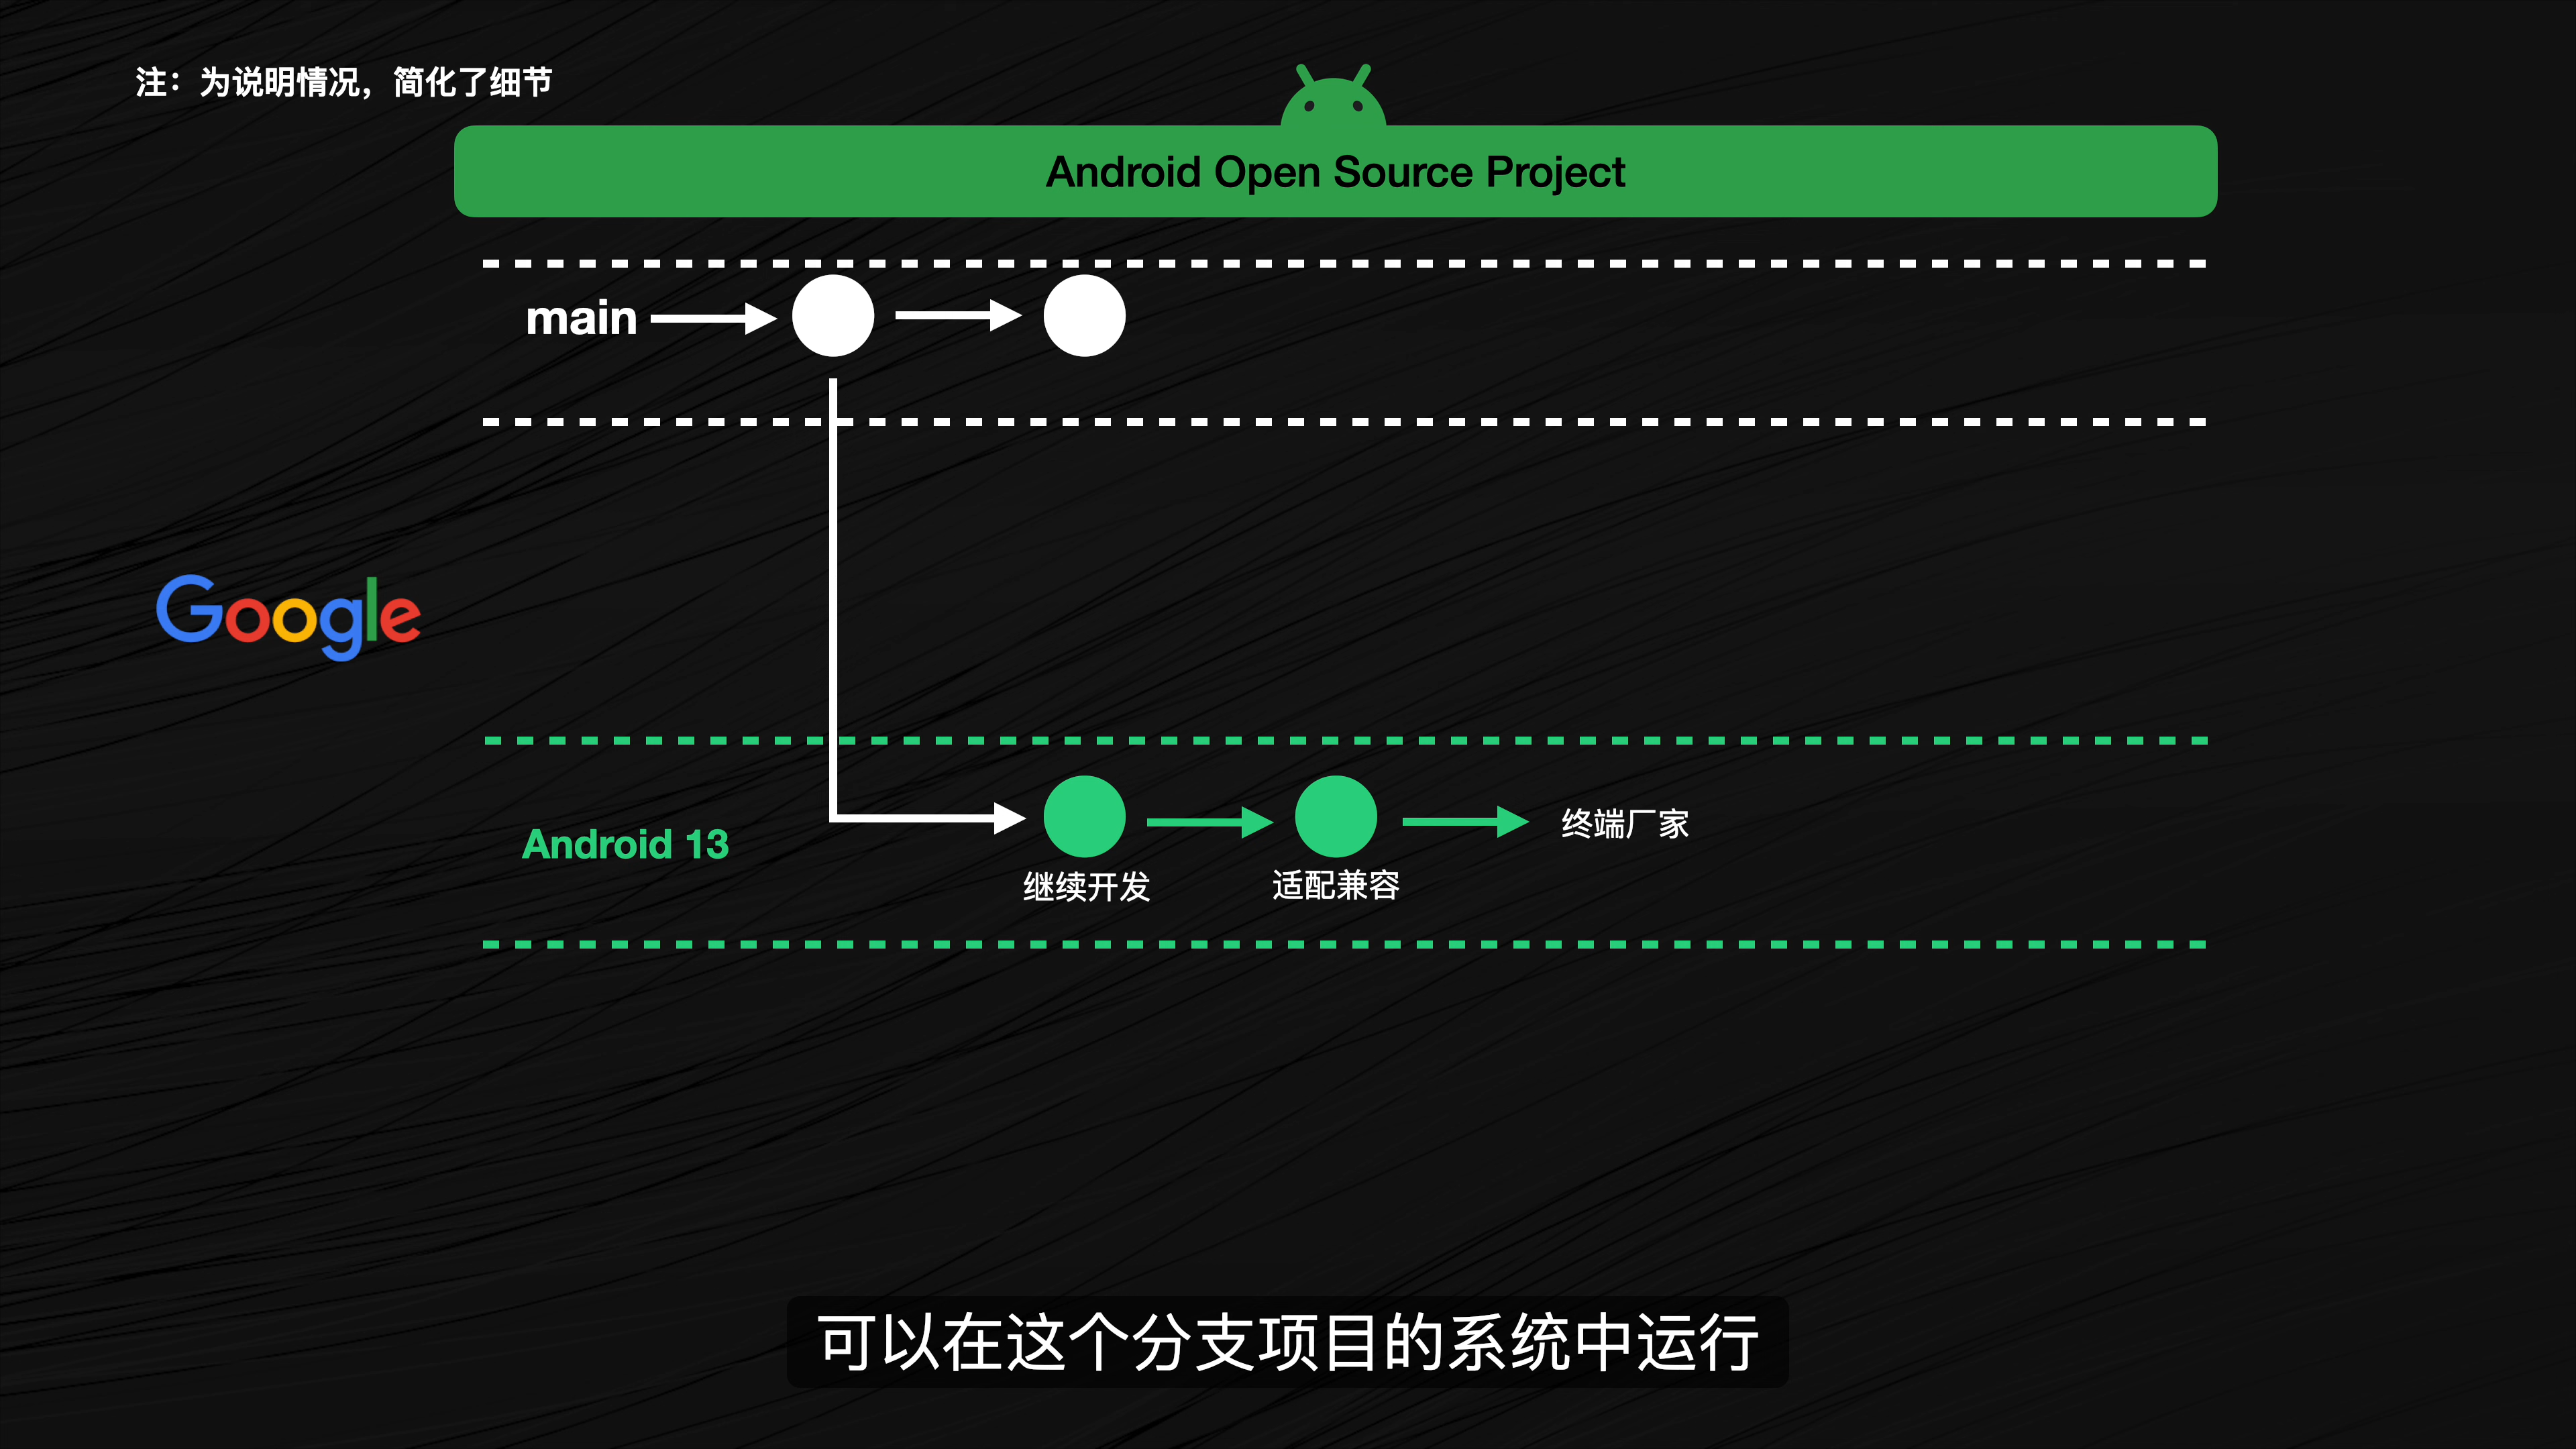 注：为说明情况，简化了细节
Android Open Source Project
main
Google
Android 13
终端厂家
继续开发
适配兼容
可以在这个分支项目的系统中运行